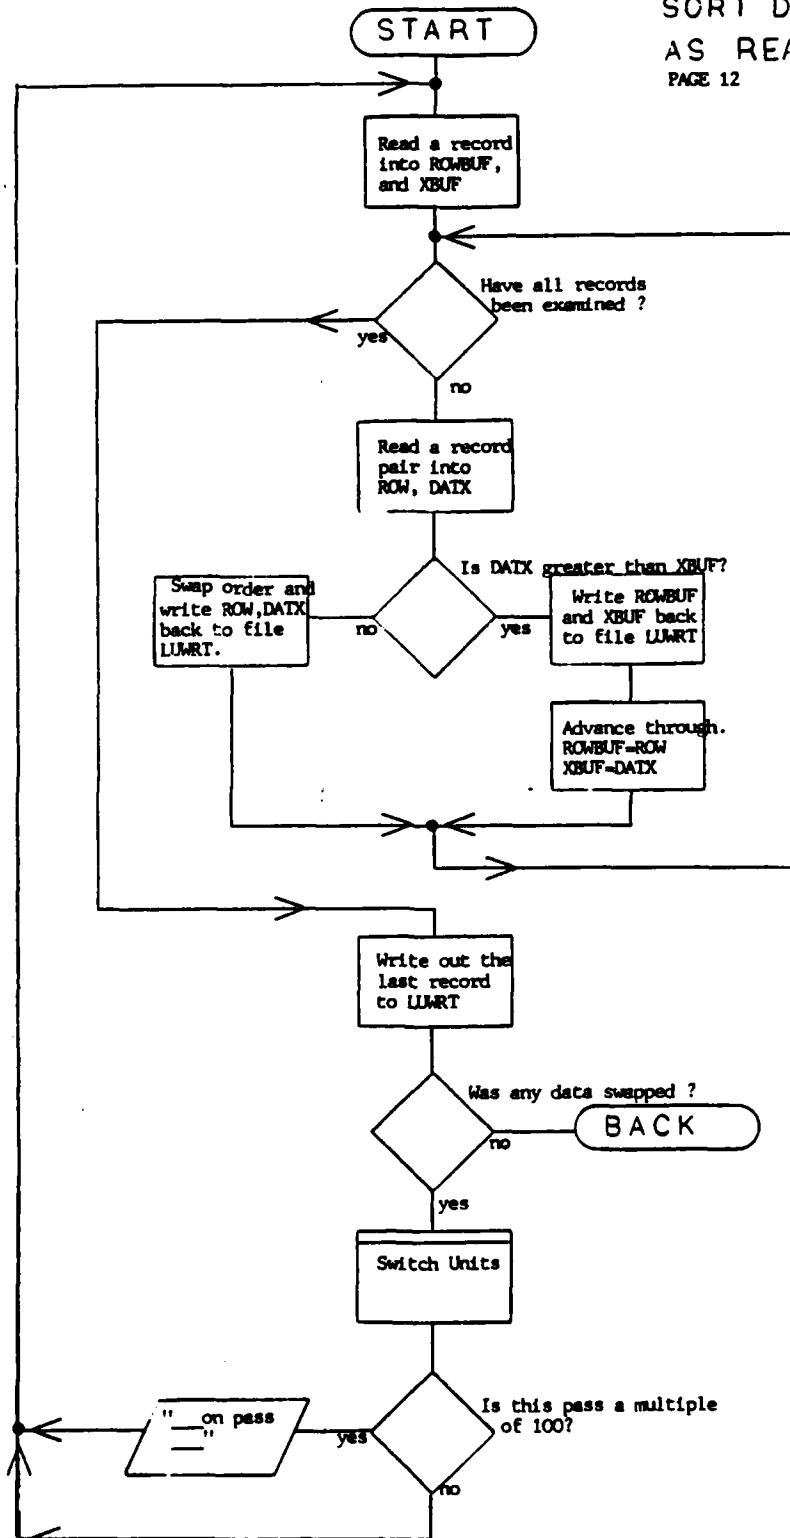 SORT D
AS REA
PAGE 12
START
Read a record
into ROWBUF,
and XBUF
Have all records
been examined ?
yes
no
Read a record
pair into
ROW, DATX
Is DATX greater than XBUF?
Swap order and
write ROW,DATX
back to file
LUWRT.
no
yes
Write ROWBUF
and XBUF back
to file LUWRT
Advance through.
ROWBUF=ROW
XBUF=DATX
Write out the
last record
to LUWRT
Was any data swapped ?
no
BACK
yes
Switch Units
Is this pass a multiple
of 100?
"___on pass
___"
yes
no